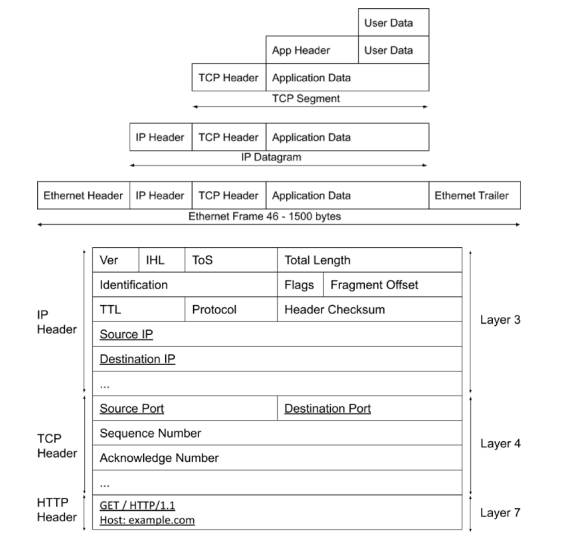 User Data
App Header User Data
TCP Header Application Data
TCP Segment
IP Header TCP Header Application Data
IP Datagram
Ethernet Header IP Header TCP Header Application Data Ethernet Trailer
Ethernet Frame 46 - 1500 bytes
IP Header
Ver IHL ToS Total Length
Identification Flags Fragment Offset
TTL Protocol Header Checksum
Source IP
Destination IP
...
Layer 3
TCP Header
Source Port Destination Port
Sequence Number
Acknowledge Number
...
Layer 4
HTTP Header
GET / HTTP/1.1
Host: example.com
Layer 7